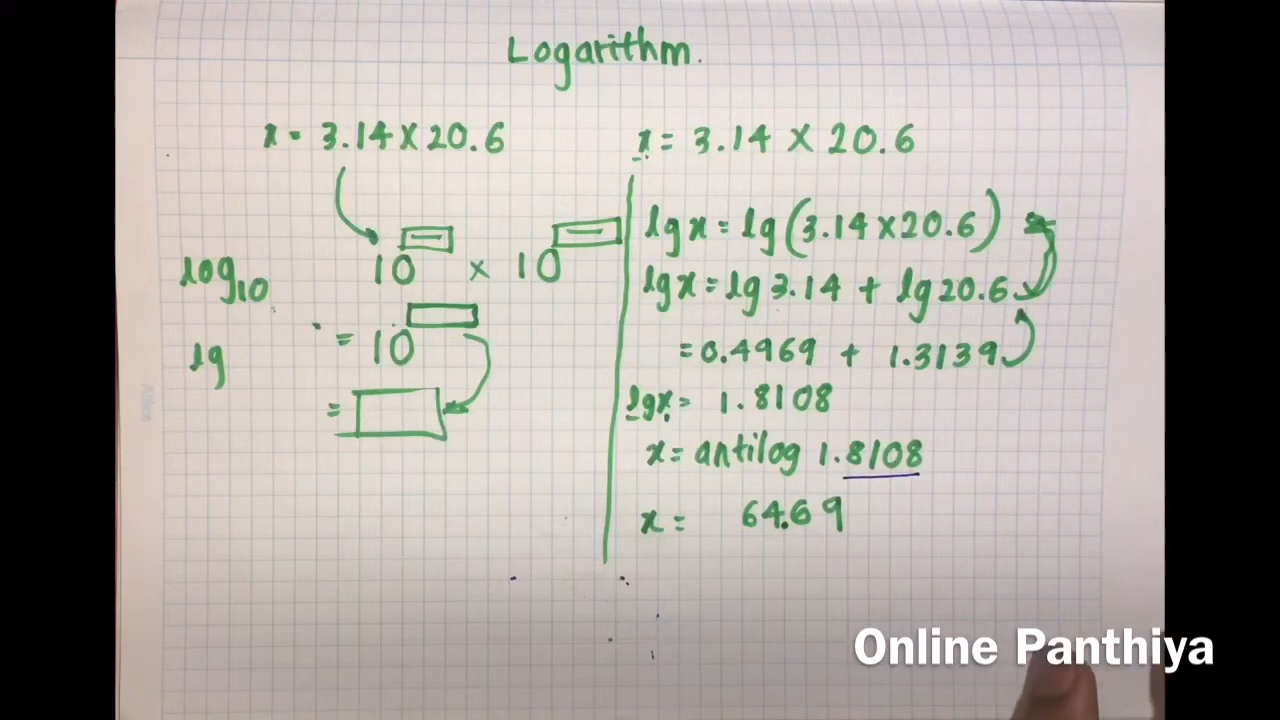 Logarithm.
x = 3.14 × 20.6
10 × 10
log10
= 10
lg
=
x = 3.14 × 20.6
lg x = lg (3.14 × 20.6)
lg x = lg 3.14 + lg 20.6
= 0.4969 + 1.3139
lgx = 1.8108
x = antilog 1.8108
x = 64.69
Online Panthiya